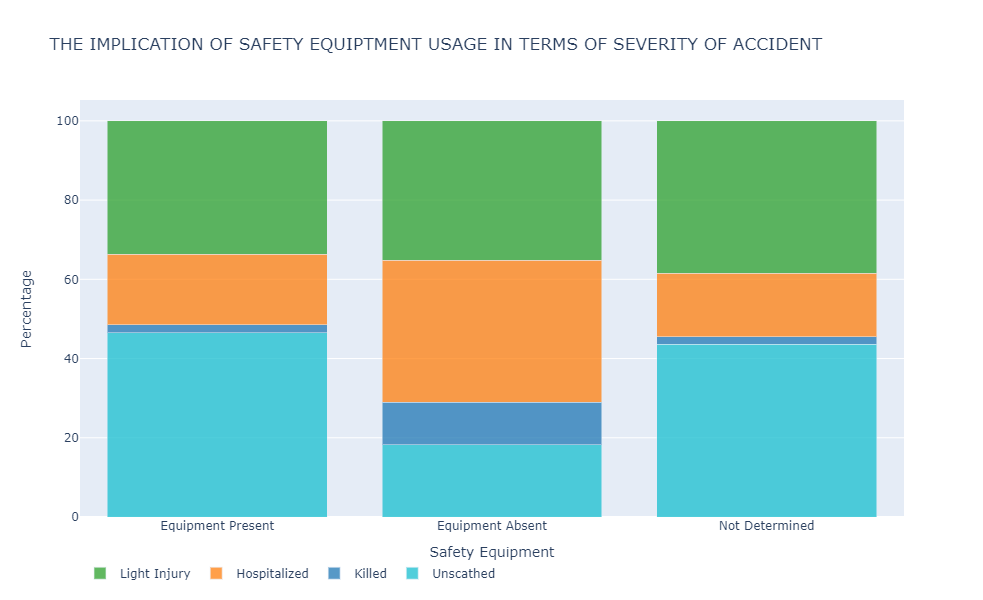 THE IMPLICATION OF SAFETY EQUIPTMENT USAGE IN TERMS OF SEVERITY OF ACCIDENT
100
80
60
40
20
0
Percentage
Equipment Present Equipment Absent Not Determined
Safety Equipment
Light Injury Hospitalized Killed Unscathed